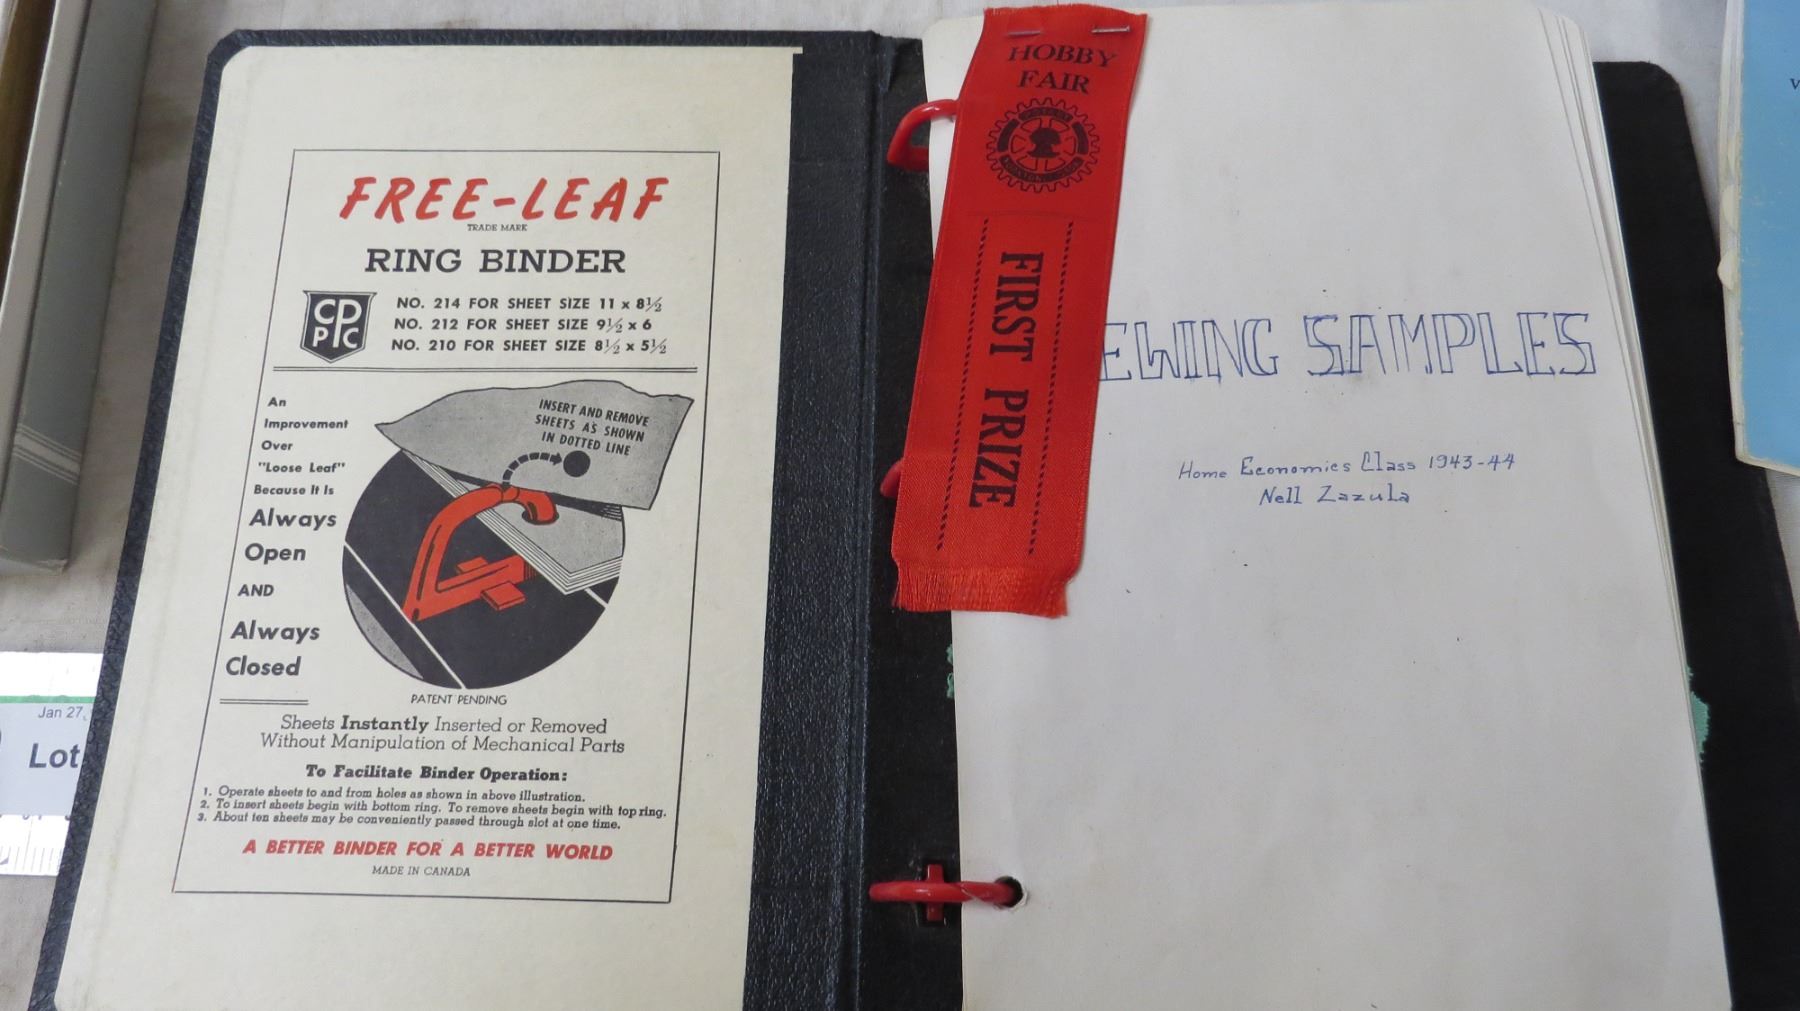 FREE-LEAF
TRADE MARK
RING BINDER
CP
PC
NO. 214 FOR SHEET SIZE 11 x 8½
NO. 212 FOR SHEET SIZE 9½ x 6
NO. 210 FOR SHEET SIZE 8½ x 5½
An
Improvement
Over
"Loose Leaf"
Because It Is
Always
Open
AND
Always
Closed
INSERT AND REMOVE
SHEETS AS SHOWN
IN DOTTED LINE
PATENT PENDING
Sheets Instantly Inserted or Removed
Without Manipulation of Mechanical Parts
To Facilitate Binder Operation:
1. Operate sheets to and from holes as shown in above illustration.
2. To insert sheets begin with bottom ring. To remove sheets begin with top ring.
3. About ten sheets may be conveniently passed through slot at one time.
A BETTER BINDER FOR A BETTER WORLD
MADE IN CANADA
HOBBY
FAIR
FIRST PRIZE
EWING SAMPLES
Home Economics Class 1943-44
Nell Zazula
Jan 27,
Lot